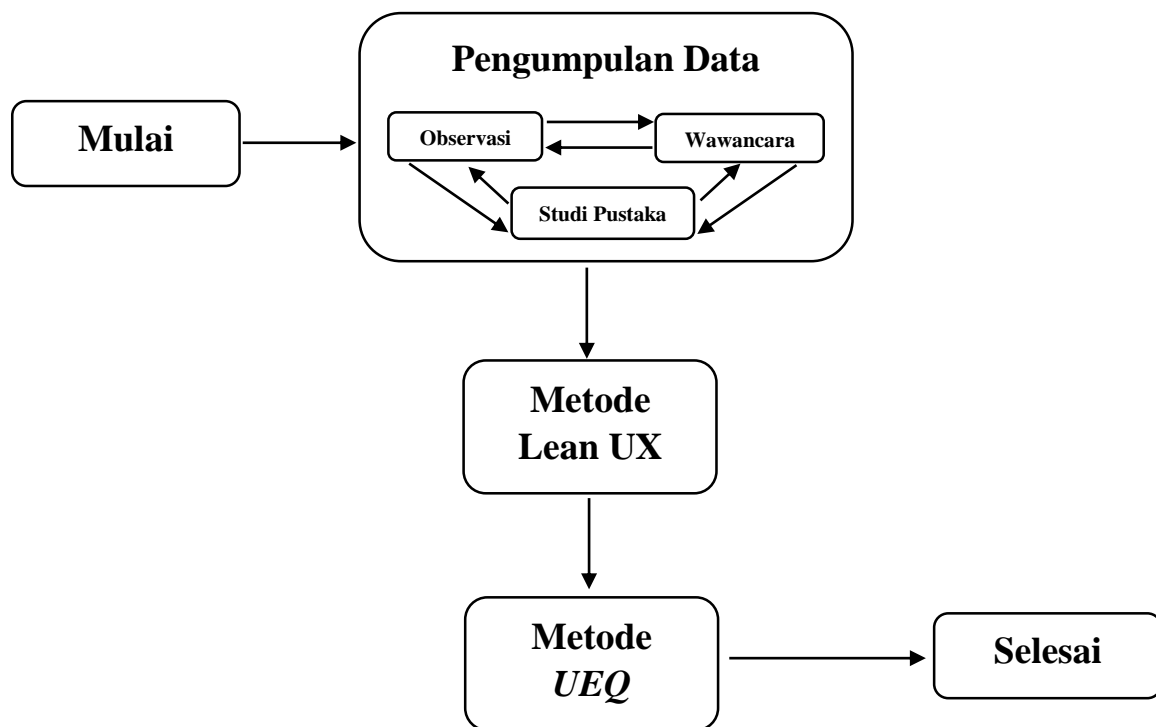 Pengumpulan Data
Mulai
Observasi
Wawancara
Studi Pustaka
Metode
Lean UX
Metode
UEQ
Selesai